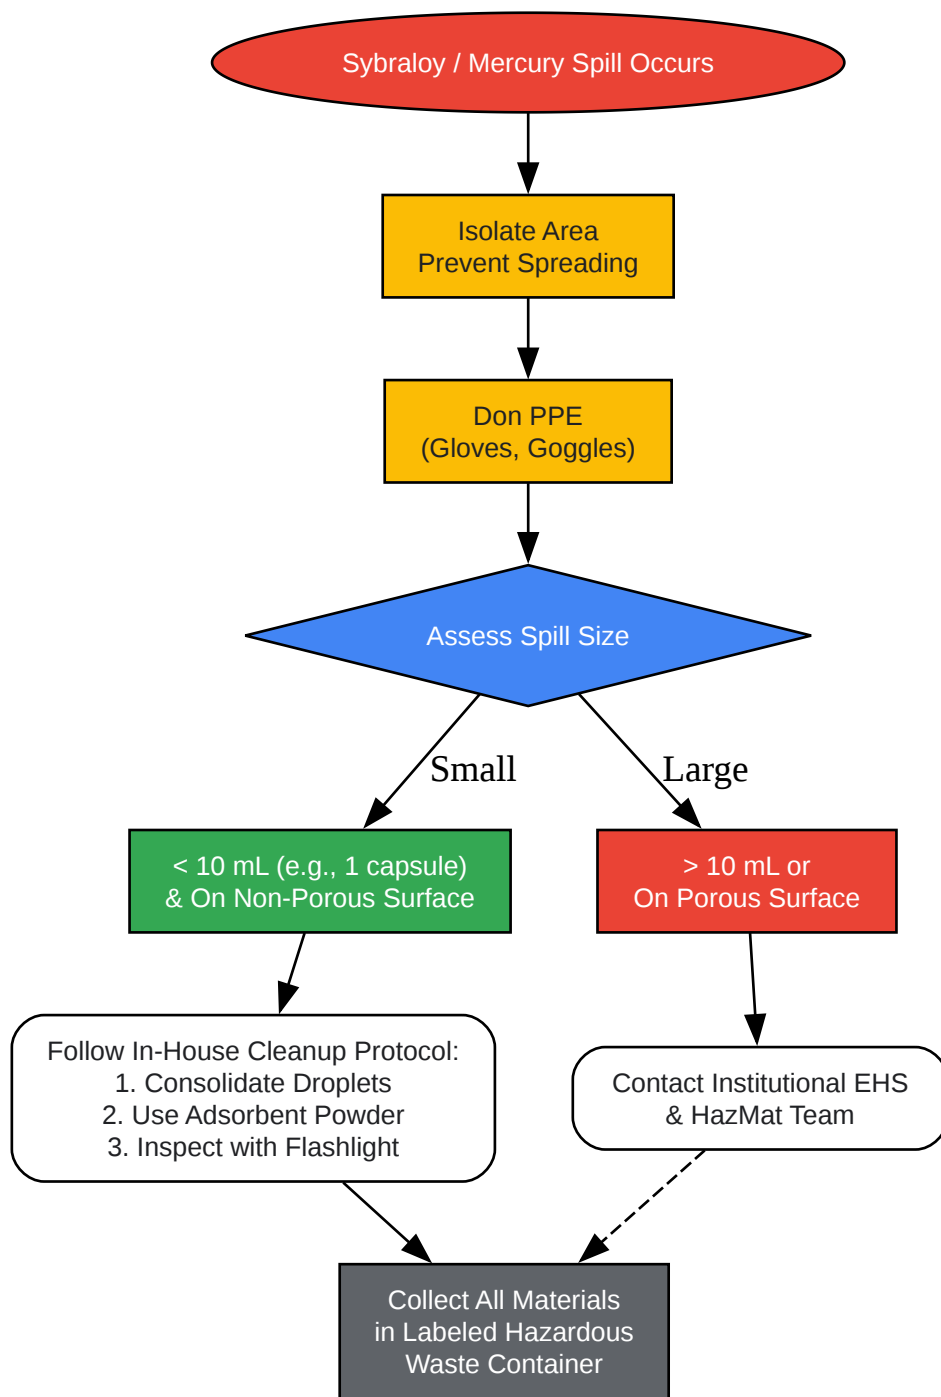 Sybraloy / Mercury Spill Occurs
Isolate Area
Prevent Spreading
Don PPE
(Gloves, Goggles)
Assess Spill Size
Small
Large
< 10 mL (e.g., 1 capsule)
& On Non-Porous Surface
> 10 mL or
On Porous Surface
Follow In-House Cleanup Protocol:
1. Consolidate Droplets
2. Use Adsorbent Powder
3. Inspect with Flashlight
Contact Institutional EHS
& HazMat Team
Collect All Materials
in Labeled Hazardous
Waste Container